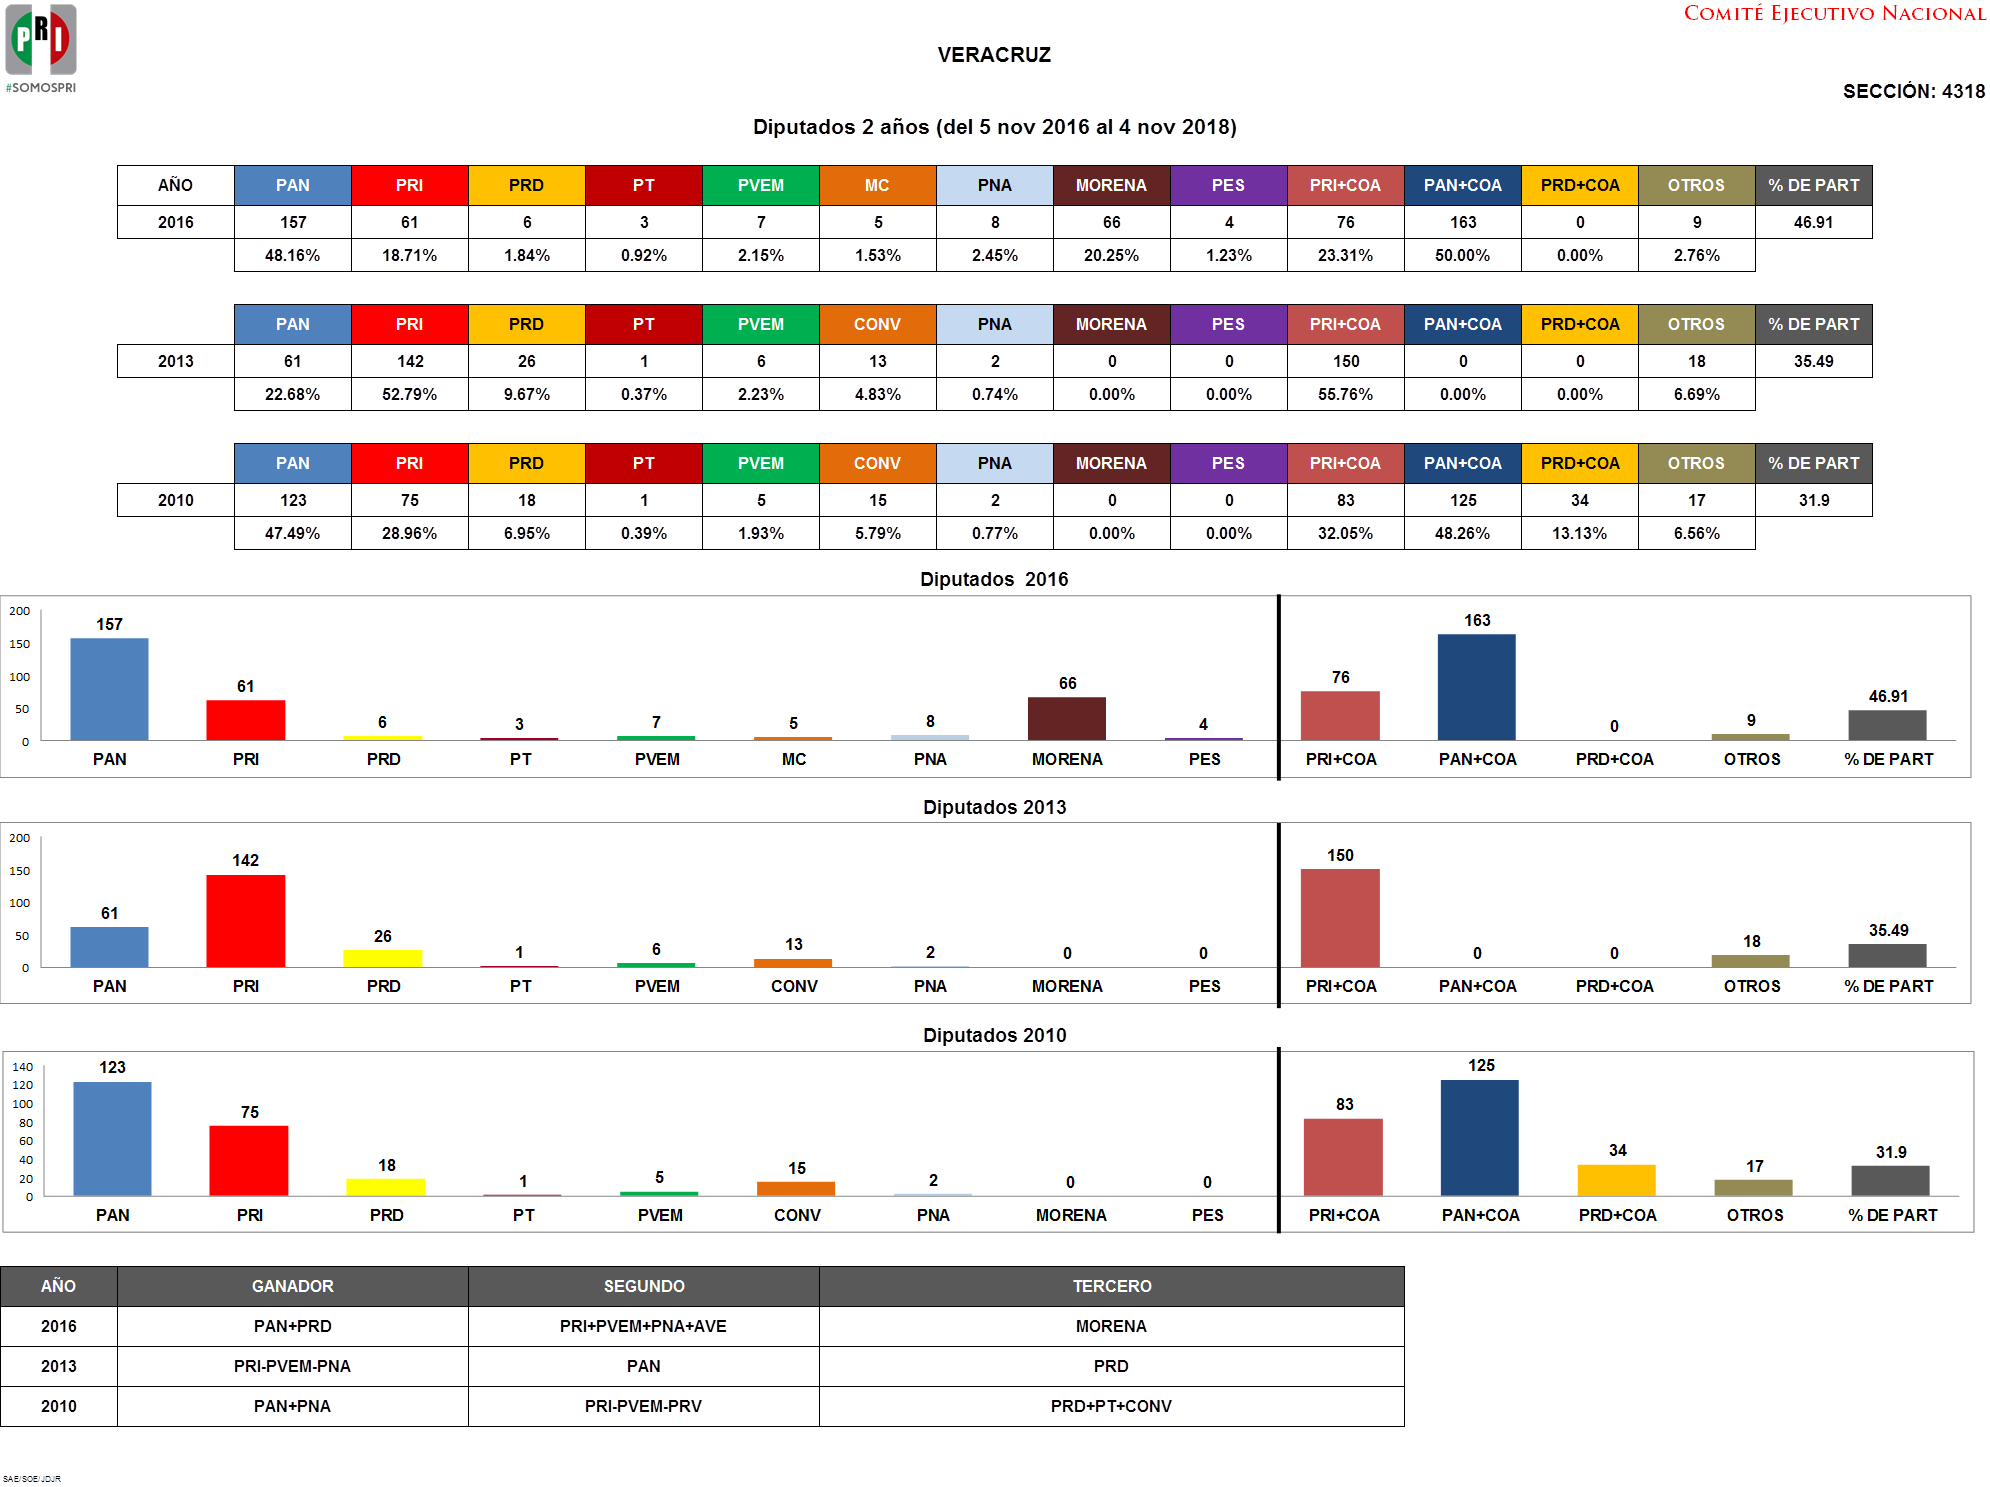 COMITÉ EJECUTIVO NACIONAL
PRI
#SOMOSPRI
VERACRUZ
SECCIÓN: 4318
Diputados 2 años (del 5 nov 2016 al 4 nov 2018)
AÑO PAN PRI PRD PT PVEM MC PNA MORENA PES PRI+COA PAN+COA PRD+COA OTROS % DE PART
2016 157 61 6 3 7 5 8 66 4 76 163 0 9 46.91
48.16% 18.71% 1.84% 0.92% 2.15% 1.53% 2.45% 20.25% 1.23% 23.31% 50.00% 0.00% 2.76%
PAN PRI PRD PT PVEM CONV PNA MORENA PES PRI+COA PAN+COA PRD+COA OTROS % DE PART
2013 61 142 26 1 6 13 2 0 0 150 0 0 18 35.49
22.68% 52.79% 9.67% 0.37% 2.23% 4.83% 0.74% 0.00% 0.00% 55.76% 0.00% 0.00% 6.69%
PAN PRI PRD PT PVEM CONV PNA MORENA PES PRI+COA PAN+COA PRD+COA OTROS % DE PART
2010 123 75 18 1 5 15 2 0 0 83 125 34 17 31.9
47.49% 28.96% 6.95% 0.39% 1.93% 5.79% 0.77% 0.00% 0.00% 32.05% 48.26% 13.13% 6.56%
Diputados 2016
200
150
100
50
0
157 61 6 3 7 5 8 66 4 76 163 0 9 46.91
PAN PRI PRD PT PVEM MC PNA MORENA PES PRI+COA PAN+COA PRD+COA OTROS % DE PART
Diputados 2013
200
150
100
50
0
61 142 26 1 6 13 2 0 0 150 0 0 18 35.49
PAN PRI PRD PT PVEM CONV PNA MORENA PES PRI+COA PAN+COA PRD+COA OTROS % DE PART
Diputados 2010
140
120
100
80
60
40
20
0
123 75 18 1 5 15 2 0 0 83 125 34 17 31.9
PAN PRI PRD PT PVEM CONV PNA MORENA PES PRI+COA PAN+COA PRD+COA OTROS % DE PART
AÑO GANADOR SEGUNDO TERCERO
2016 PAN+PRD PRI+PVEM+PNA+AVE MORENA
2013 PRI-PVEM-PNA PAN PRD
2010 PAN+PNA PRI-PVEM-PRV PRD+PT+CONV
SAE/SOE/JDJR